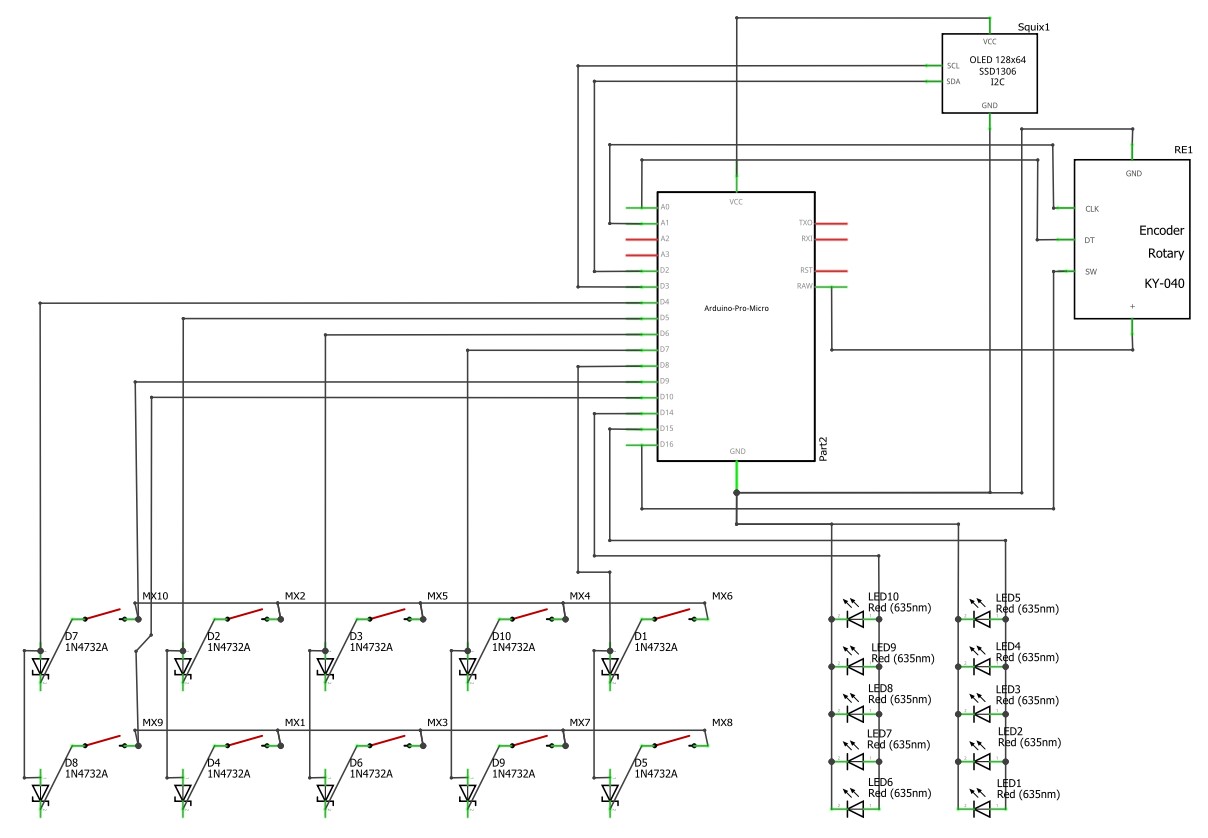 Squix1
VCC
OLED 128x64
SSD1306
I2C
SCL
SDA
GND
RE1
GND
CLK
DT
SW
Encoder
Rotary
KY-040
+
VCC
A0
A1
A2
A3
D2
D3
D4
D5
D6
D7
D8
D9
D10
D14
D15
D16
TXO
RXI
RST
RAW
Arduino-Pro-Micro
GND
Part2
MX10
MX2
MX5
MX4
MX6
D7
1N4732A
D2
1N4732A
D3
1N4732A
D10
1N4732A
D1
1N4732A
MX9
MX1
MX3
MX7
MX8
D8
1N4732A
D4
1N4732A
D6
1N4732A
D9
1N4732A
D5
1N4732A
LED10
Red (635nm)
LED9
Red (635nm)
LED8
Red (635nm)
LED7
Red (635nm)
LED6
Red (635nm)
LED5
Red (635nm)
LED4
Red (635nm)
LED3
Red (635nm)
LED2
Red (635nm)
LED1
Red (635nm)